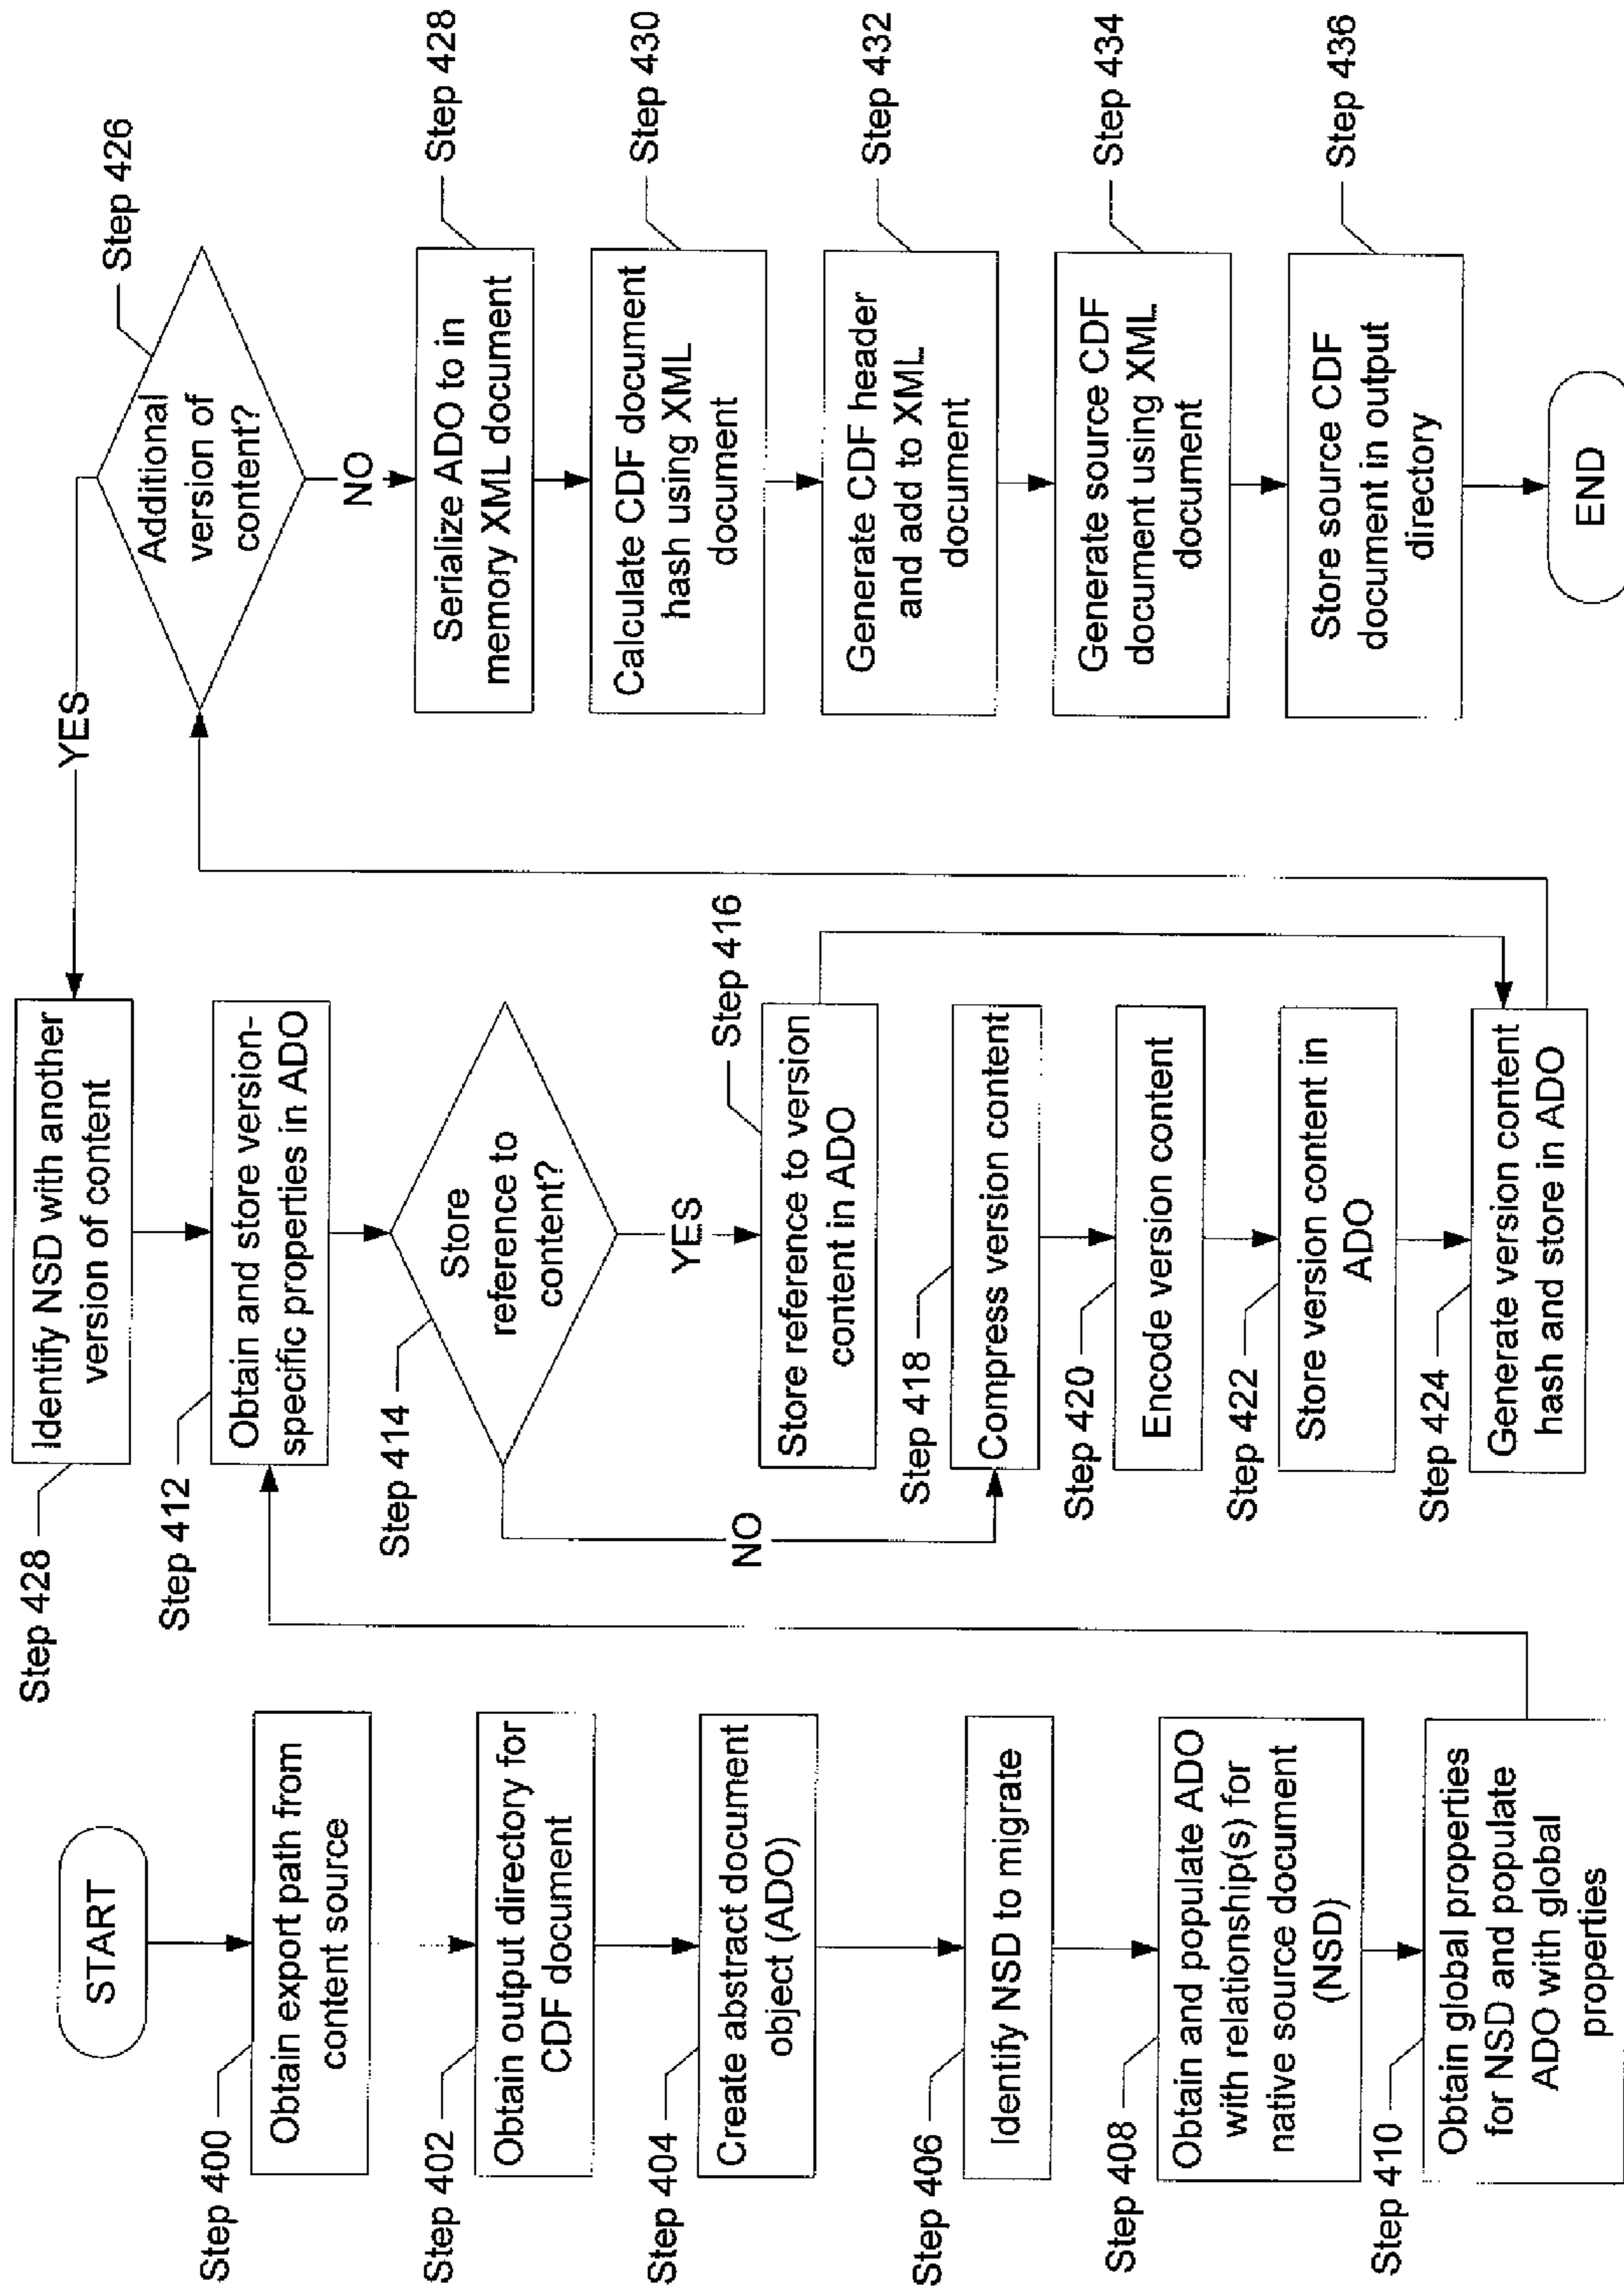 START
Step 400
Obtain export path from
content source
Step 402
Obtain output directory for
CDF document
Step 404
Create abstract document
object (ADO)
Step 406
Identify NSD to migrate
Step 408
Obtain and populate ADO
with relationship(s) for
native source document
(NSD)
Step 410
Obtain global properties
for NSD and populate
ADO with global
properties
Step 428
Identify NSD with another
version of content
Step 412
Obtain and store version-
specific properties in ADO
Step 414
Store
reference to
content?
YES
NO
Step 416
Store reference to version
content in ADO
Step 418
Compress version content
Step 420
Encode version content
Step 422
Store version content in
ADO
Step 424
Generate version content
hash and store in ADO
YES
Step 426
Additional
version of
content?
NO
Step 428
Serialize ADO to in
memory XML document
Step 430
Calculate CDF document
hash using XML
document
Step 432
Generate CDF header
and add to XML
document
Step 434
Generate source CDF
document using XML
document
Step 436
Store source CDF
document in output
directory
END